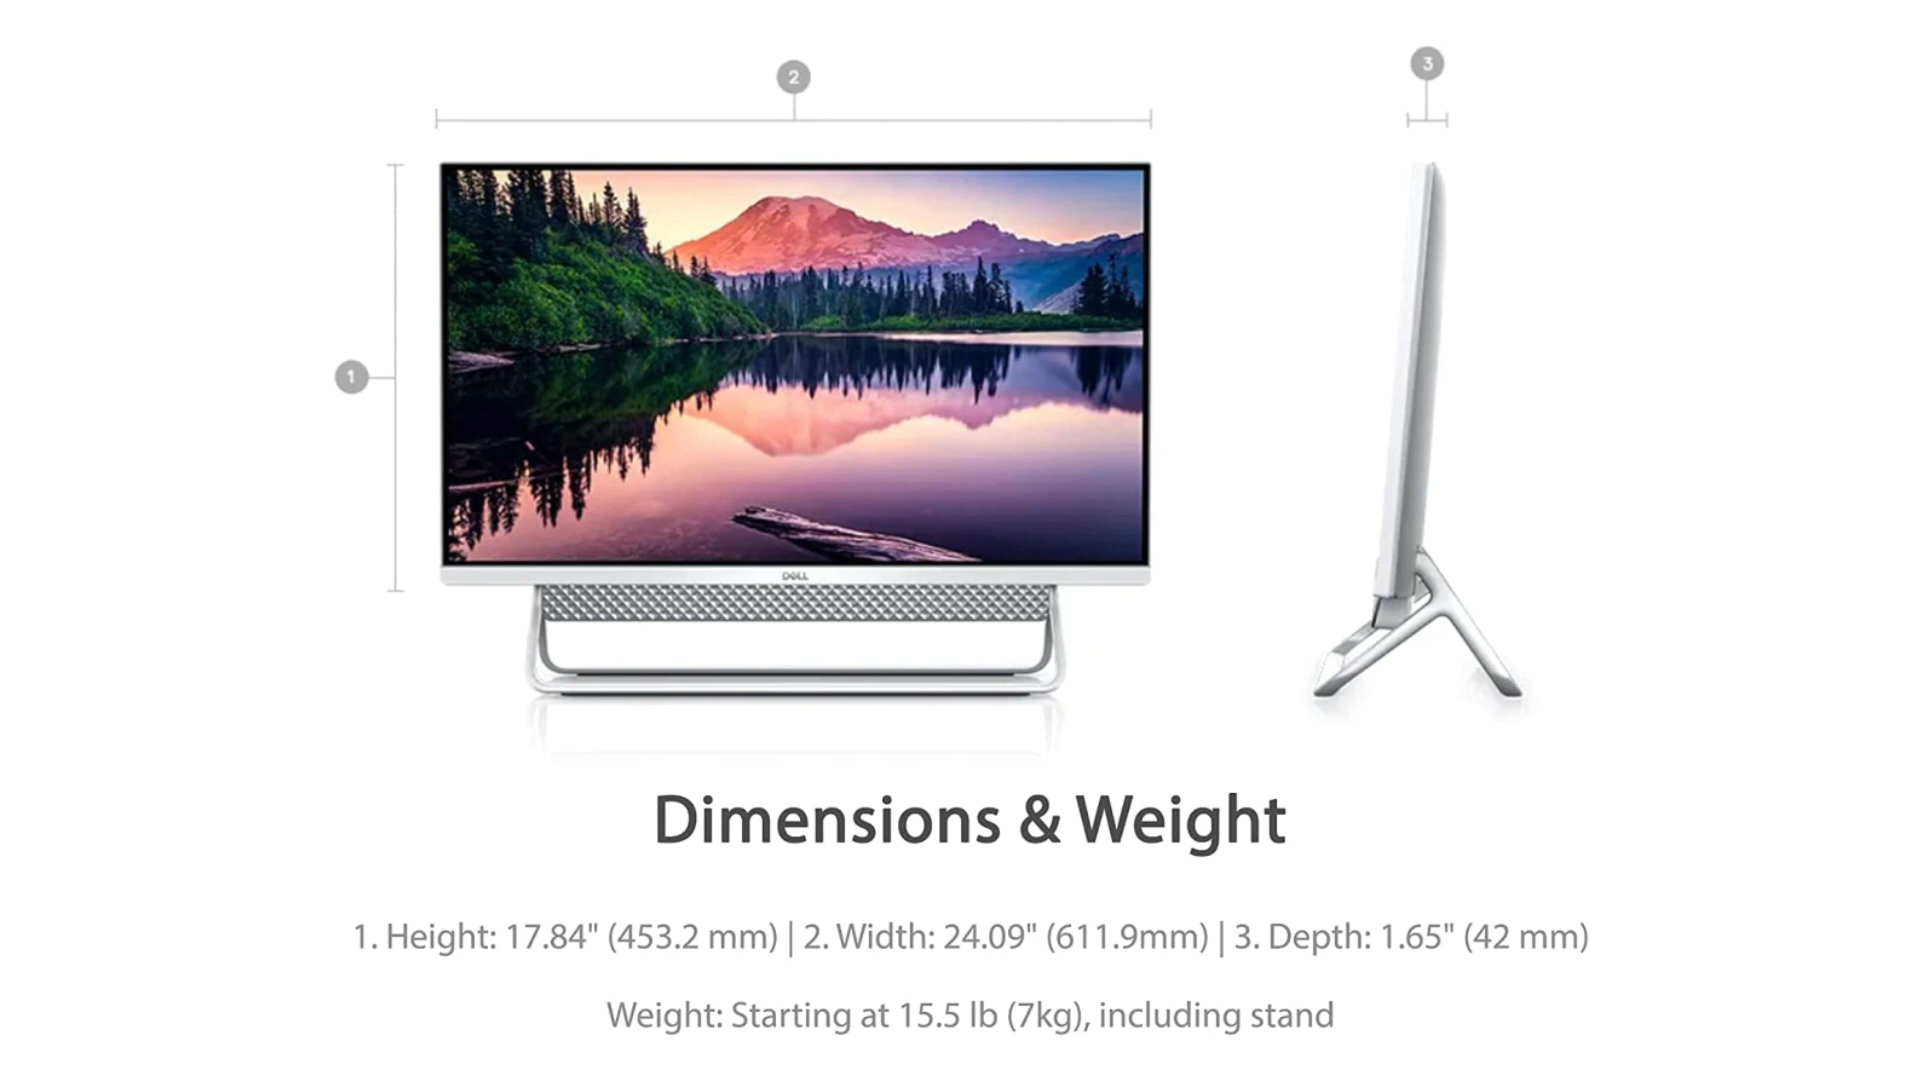 2
3
1
DELL
Dimensions & Weight
1. Height: 17.84" (453.2 mm) | 2. Width: 24.09" (611.9mm) | 3. Depth: 1.65" (42 mm)
Weight: Starting at 15.5 lb (7kg), including stand